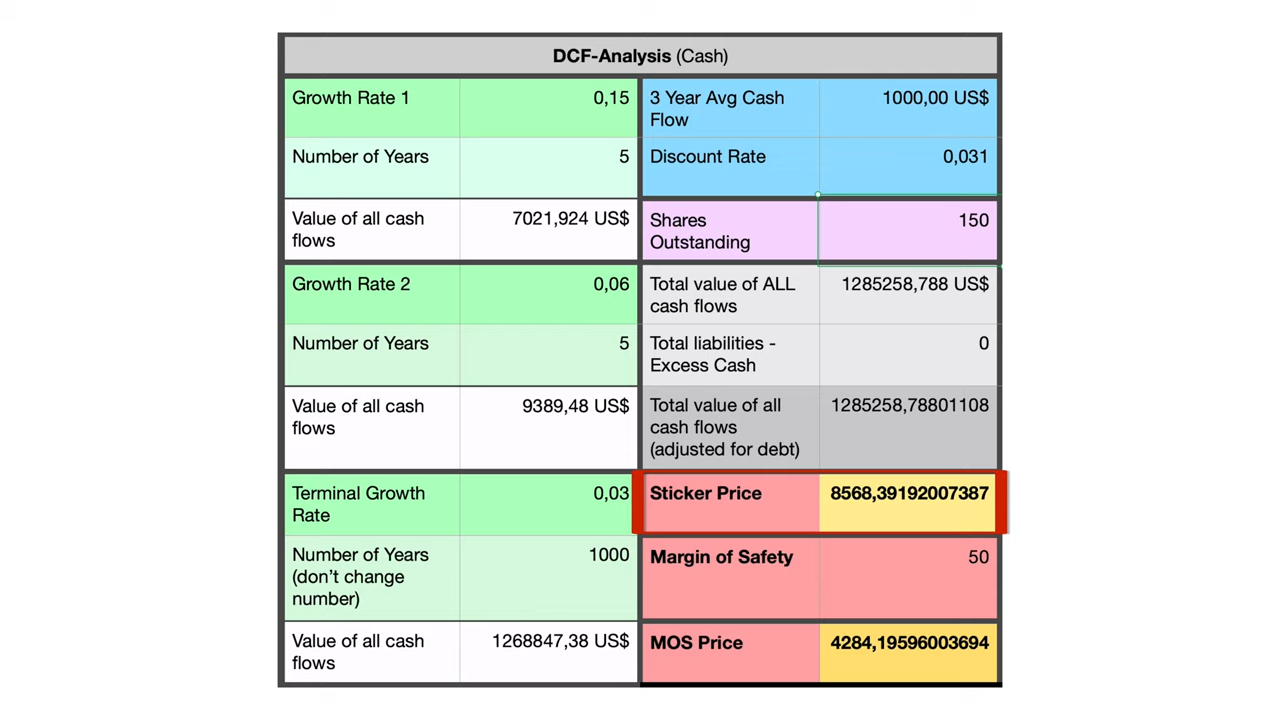 DCF-Analysis (Cash)
Growth Rate 1
0,15
Number of Years
5
Value of all cash
flows
7021,924 US$
Growth Rate 2
0,06
Number of Years
5
Value of all cash
flows
9389,48 US$
Terminal Growth
Rate
0,03
Number of Years
(don't change
number)
1000
Value of all cash
flows
1268847,38 US$
3 Year Avg Cash
Flow
1000,00 US$
Discount Rate
0,031
Shares
Outstanding
150
Total value of ALL
cash flows
1285258,788 US$
Total liabilities -
Excess Cash
0
Total value of all
cash flows
(adjusted for debt)
1285258,78801108
Sticker Price
8568,39192007387
Margin of Safety
50
MOS Price
4284,19596003694